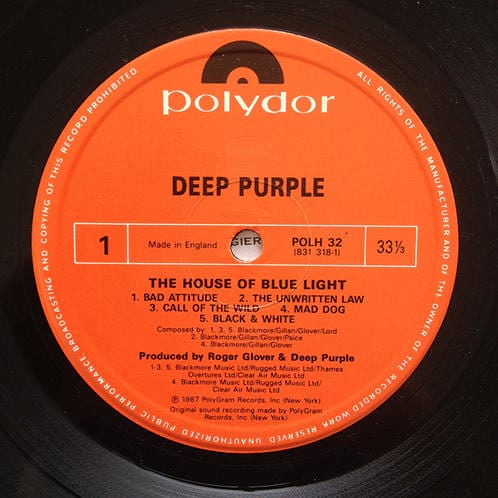 polydor
DEEP PURPLE
1
Made in England
GIER
POLH 32
(831 318-1)
33⅓
THE HOUSE OF BLUE LIGHT
1. BAD ATTITUDE 2. THE UNWRITTEN LAW
3. CALL OF THE WILD 4. MAD DOG
5. BLACK & WHITE
Composed by: 1, 3, 5. Blackmore/Gillan/Glover/Lord
2. Blackmore/Gillan/Glover/Paice
4. Blackmore/Gillan/Glover
Produced by Roger Glover & Deep Purple
1-3. 5. Blackmore Music Ltd/Rugged Music Ltd/Thames
Overtures Ltd/Clear Air Music Ltd
4. Blackmore Music Ltd/Rugged Music Ltd/
Clear Air Music Ltd
℗ 1987 PolyGram Records, Inc (New York)
Original sound recording made by PolyGram
Records, Inc (New York)
ALL RIGHTS OF THE MANUFACTURER AND OF THE OWNER OF THE RECORDED WORK RESERVED UNAUTHORIZED PUBLIC PERFORMANCE BROADCASTING AND COPYING OF THIS RECORD PROHIBITED